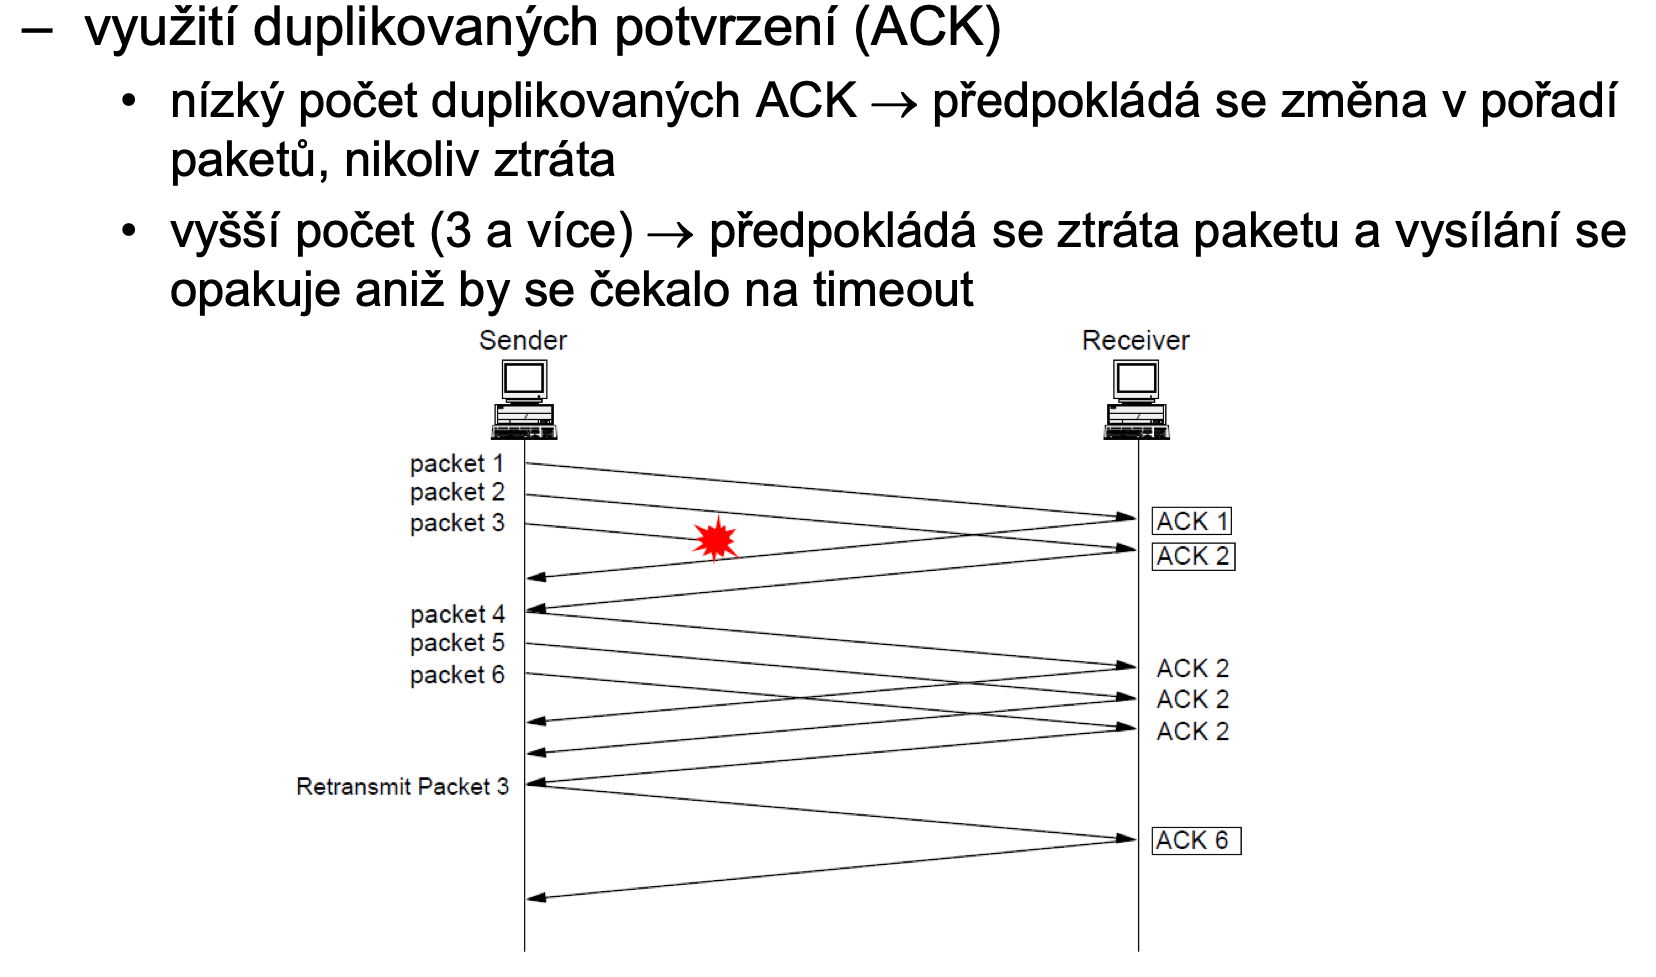 – využití duplikovaných potvrzení (ACK)
• nízký počet duplikovaných ACK → předpokládá se změna v pořadí
paketů, nikoliv ztráta
• vyšší počet (3 a více) → předpokládá se ztráta paketu a vysílání se
opakuje aniž by se čekalo na timeout
Sender
Receiver
packet 1
packet 2
packet 3
ACK 1
ACK 2
packet 4
packet 5
packet 6
ACK 2
ACK 2
ACK 2
Retransmit Packet 3
ACK 6